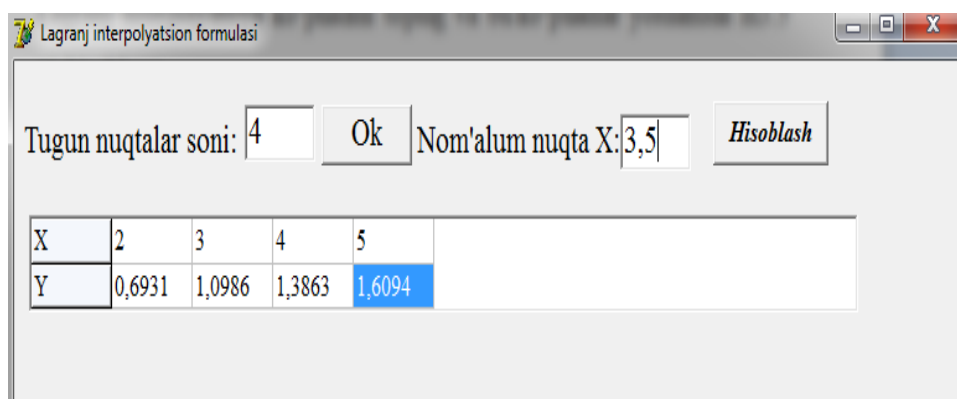 Lagranj interpolyatsion formulasi
Tugun nuqtalar soni: 4 Ok Nom'alum nuqta X: 3,5 Hisoblash
X 2 3 4 5
Y 0,6931 1,0986 1,3863 1,6094